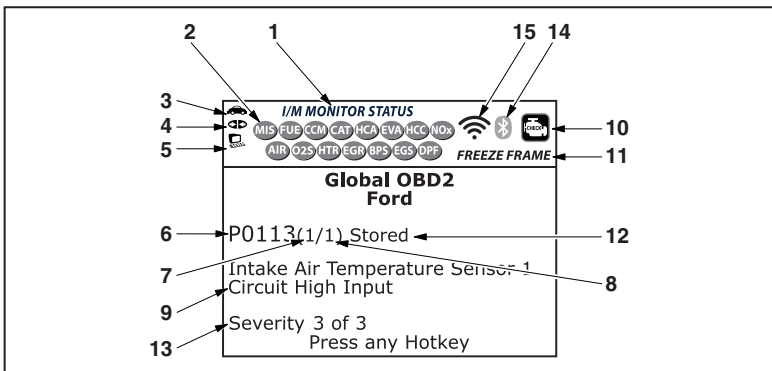 2 1 15 14
3 I/M MONITOR STATUS
4 MIS FUE CCM CAT HCA EVA HCC NOx CHECK 10
5 AIR O2S HTR EGR BPS EGS DPF FREEZE FRAME 11
Global OBD2
Ford
6 P0113(1/1) Stored 12
7 8
Intake Air Temperature Sensor 1
9 Circuit High Input
13 Severity 3 of 3
Press any Hotkey